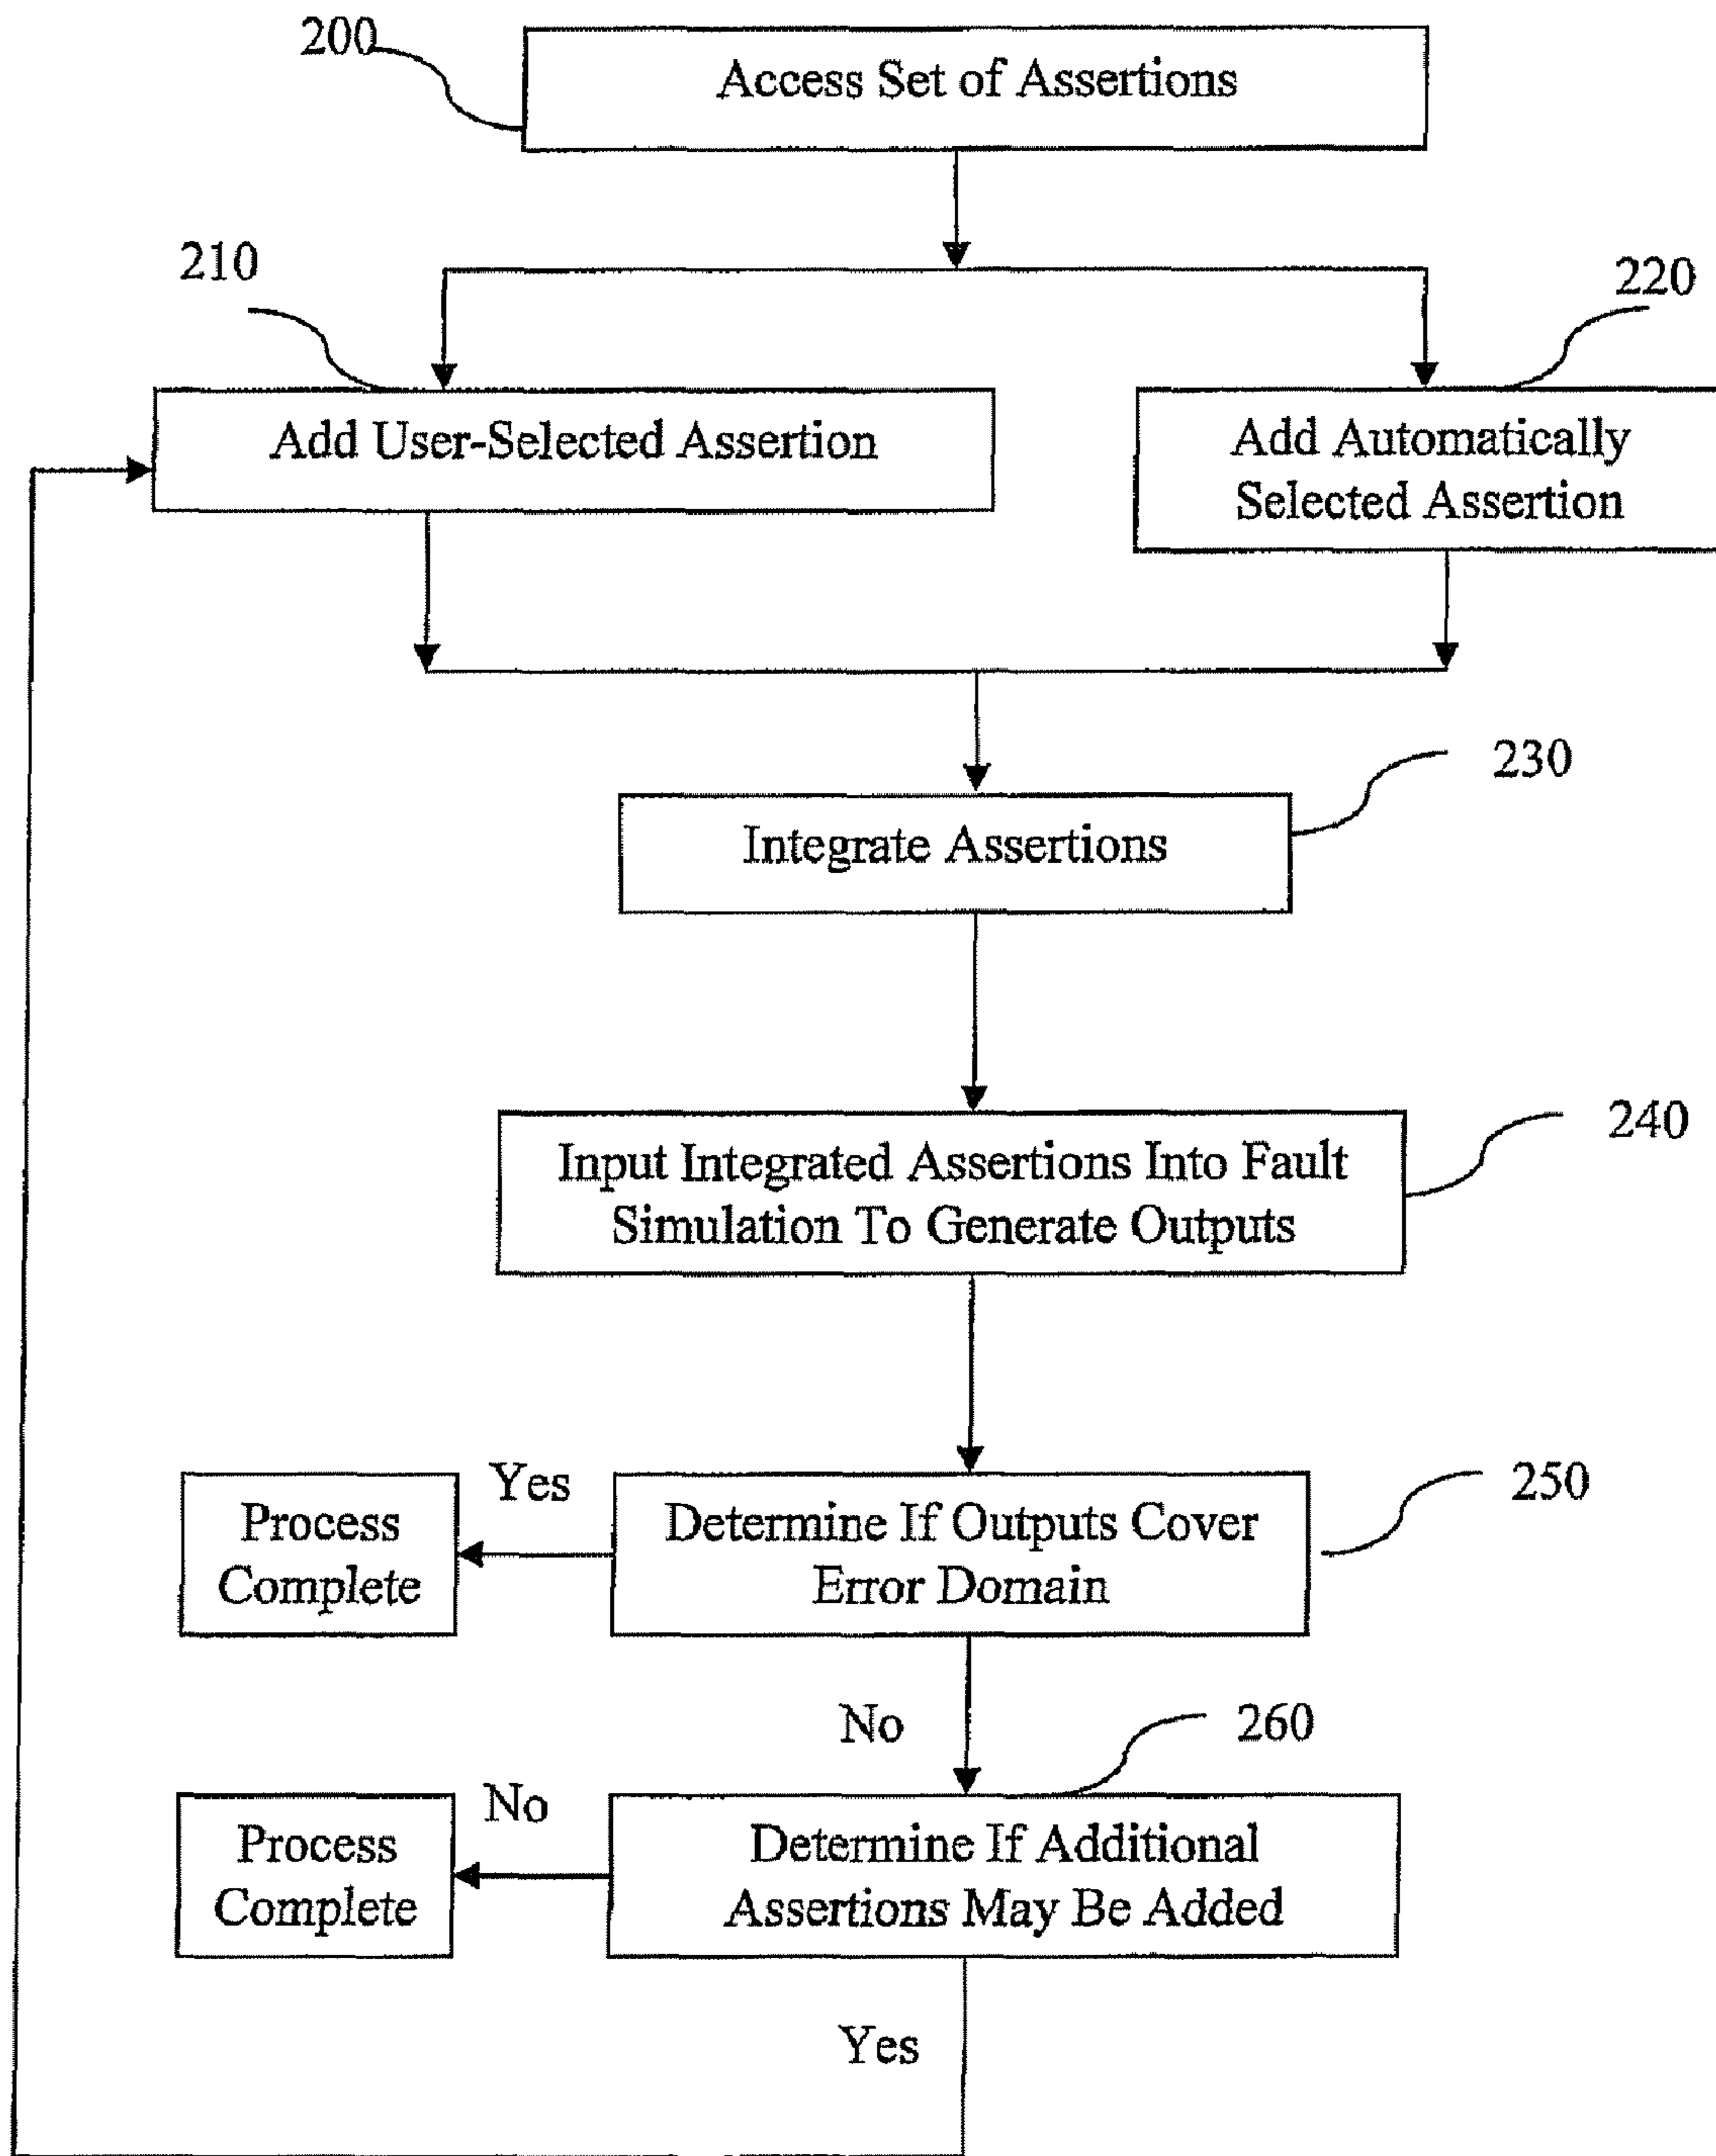 200
Access Set of Assertions
210
220
Add User-Selected Assertion
Add Automatically
Selected Assertion
230
Integrate Assertions
240
Input Integrated Assertions Into Fault
Simulation To Generate Outputs
250
Yes
Process
Complete
Determine If Outputs Cover
Error Domain
No
260
No
Process
Complete
Determine If Additional
Assertions May Be Added
Yes